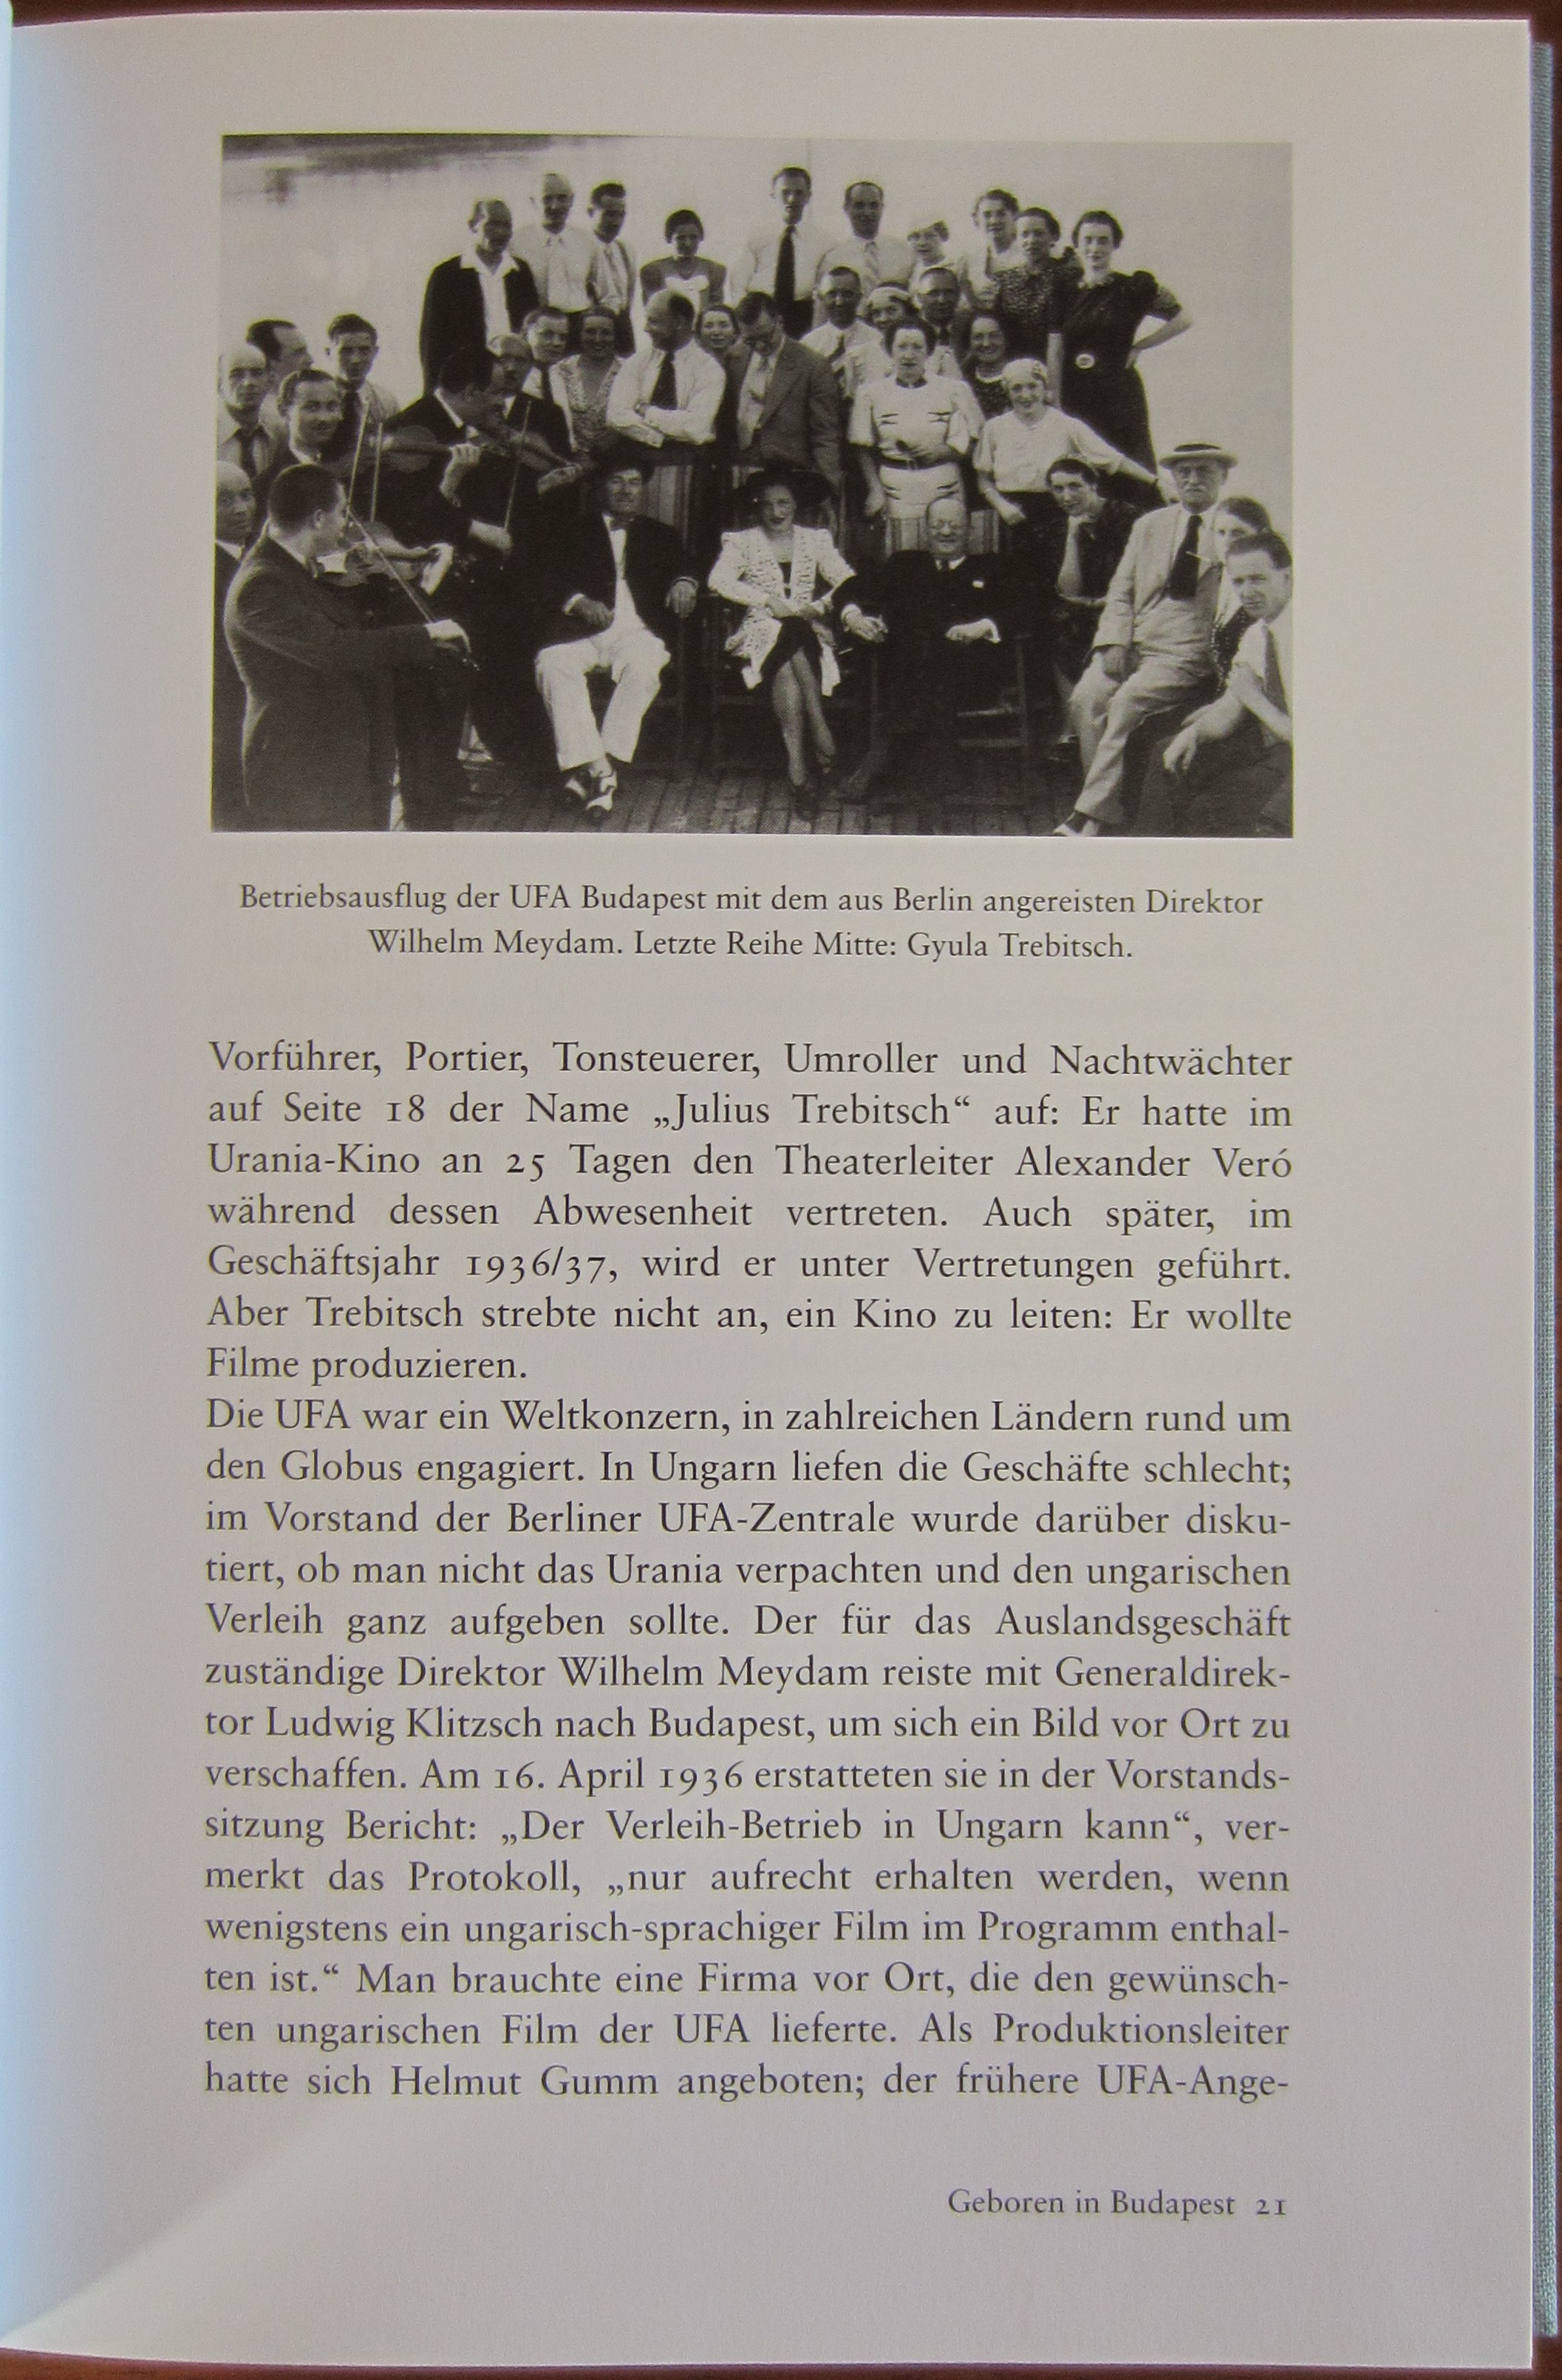 Betriebsausflug der UFA Budapest mit dem aus Berlin angereisten Direktor
Wilhelm Meydam. Letzte Reihe Mitte: Gyula Trebitsch.
Vorführer, Portier, Tonsteuerer, Umroller und Nachtwächter
auf Seite 18 der Name „Julius Trebitsch“ auf: Er hatte im
Urania-Kino an 25 Tagen den Theaterleiter Alexander Veró
während dessen Abwesenheit vertreten. Auch später, im
Geschäftsjahr 1936/37, wird er unter Vertretungen geführt.
Aber Trebitsch strebte nicht an, ein Kino zu leiten: Er wollte
Filme produzieren.
Die UFA war ein Weltkonzern, in zahlreichen Ländern rund um
den Globus engagiert. In Ungarn liefen die Geschäfte schlecht;
im Vorstand der Berliner UFA-Zentrale wurde darüber disku-
tiert, ob man nicht das Urania verpachten und den ungarischen
Verleih ganz aufgeben sollte. Der für das Auslandsgeschäft
zuständige Direktor Wilhelm Meydam reiste mit Generaldirek-
tor Ludwig Klitzsch nach Budapest, um sich ein Bild vor Ort zu
verschaffen. Am 16. April 1936 erstatteten sie in der Vorstands-
sitzung Bericht: „Der Verleih-Betrieb in Ungarn kann“, ver-
merkt das Protokoll, „nur aufrecht erhalten werden, wenn
wenigstens ein ungarisch-sprachiger Film im Programm enthal-
ten ist.“ Man brauchte eine Firma vor Ort, die den gewünsch-
ten ungarischen Film der UFA lieferte. Als Produktionsleiter
hatte sich Helmut Gumm angeboten; der frühere UFA-Ange-
Geboren in Budapest 21